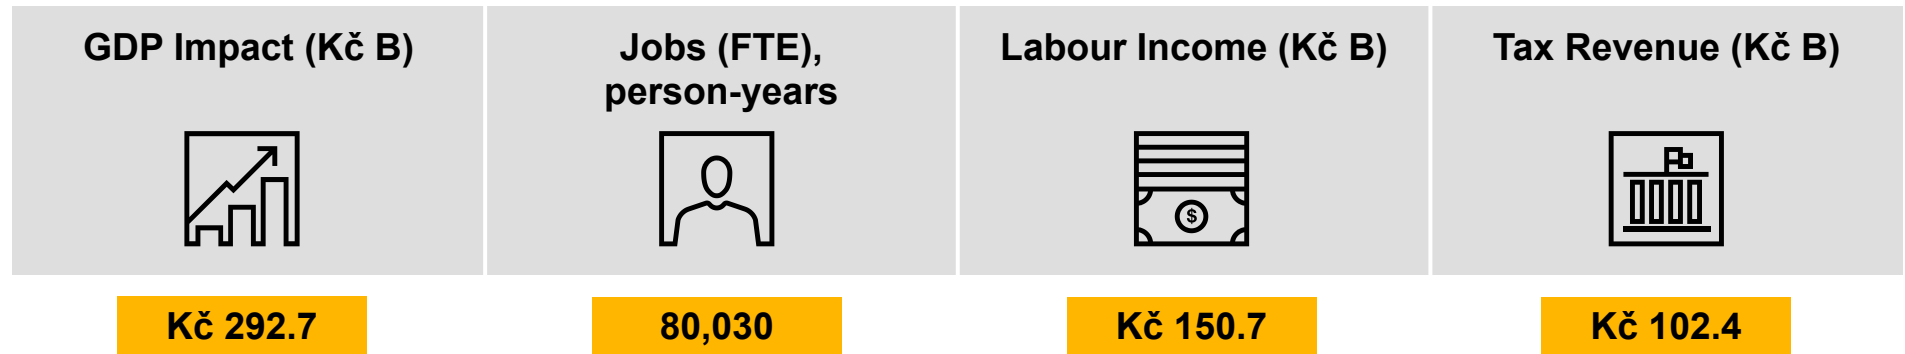 GDP Impact (Kč B)
Jobs (FTE),
person-years
Labour Income (Kč B)
Tax Revenue (Kč B)
$
Kč 292.7
80,030
Kč 150.7
Kč 102.4